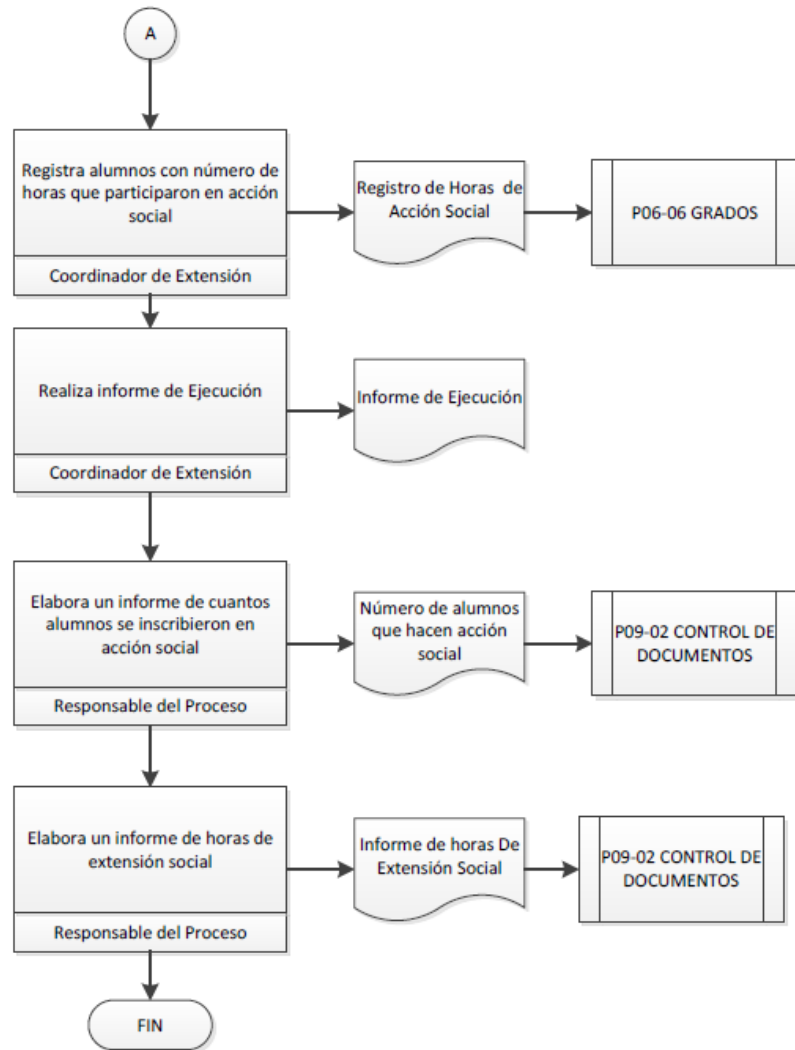 A
Registra alumnos con número de
horas que participaron en acción
social
Coordinador de Extensión
Registro de Horas de
Acción Social
P06-06 GRADOS
Realiza informe de Ejecución
Coordinador de Extensión
Informe de Ejecución
Elabora un informe de cuantos
alumnos se inscribieron en
acción social
Responsable del Proceso
Número de alumnos
que hacen acción
social
P09-02 CONTROL DE
DOCUMENTOS
Elabora un informe de horas de
extensión social
Responsable del Proceso
Informe de horas De
Extensión Social
P09-02 CONTROL DE
DOCUMENTOS
FIN